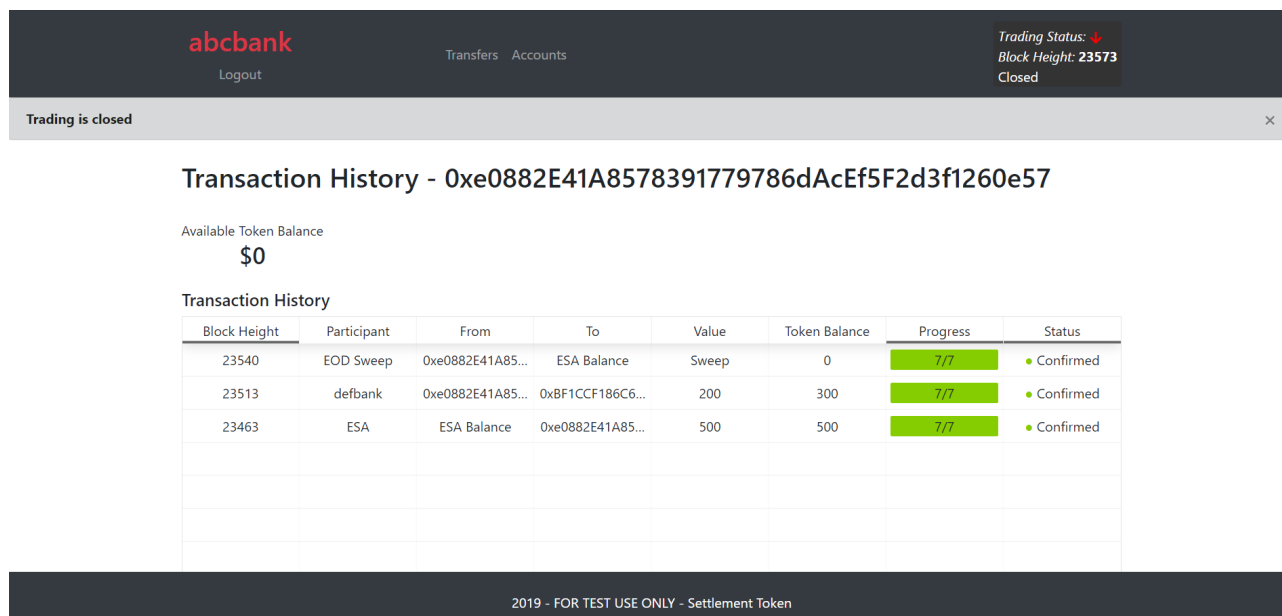 abcbank
Logout
Transfers Accounts
Trading Status:
Block Height: 23573
Closed
Trading is closed ×
Transaction History - 0xe0882E41A8578391779786dAcEf5F2d3f1260e57
Available Token Balance
$0
Transaction History
Block Height Participant From To Value Token Balance Progress Status
23540 EOD Sweep 0xe0882E41A85... ESA Balance Sweep 0 7/7 Confirmed
23513 defbank 0xe0882E41A85... 0xBF1CCF186C6... 200 300 7/7 Confirmed
23463 ESA ESA Balance 0xe0882E41A85... 500 500 7/7 Confirmed
2019 - FOR TEST USE ONLY - Settlement Token